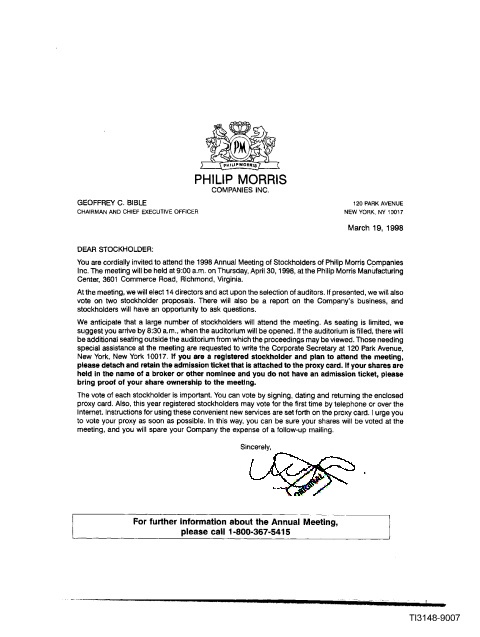 PM
PHILIP MORRIS
PHILIP MORRIS
COMPANIES INC.
GEOFFREY C. BIBLE
CHAIRMAN AND CHIEF EXECUTIVE OFFICER
120 PARK AVENUE
NEW YORK, NY 10017
March 19, 1998
DEAR STOCKHOLDER:
You are cordially invited to attend the 1998 Annual Meeting of Stockholders of Philip Morris Companies
Inc. The meeting will be held at 9:00 a.m. on Thursday, April 30, 1998, at the Philip Morris Manufacturing
Center, 3601 Commerce Road, Richmond, Virginia.
At the meeting, we will elect 14 directors and act upon the selection of auditors. If presented, we will also
vote on two stockholder proposals. There will also be a report on the Company's business, and
stockholders will have an opportunity to ask questions.
We anticipate that a large number of stockholders will attend the meeting. As seating is limited, we
suggest you arrive by 8:30 a.m., when the auditorium will be opened. If the auditorium is filled, there will
be additional seating outside the auditorium from which the proceedings may be viewed. Those needing
special assistance at the meeting are requested to write the Corporate Secretary at 120 Park Avenue,
New York, New York 10017. If you are a registered stockholder and plan to attend the meeting,
please detach and retain the admission ticket that is attached to the proxy card. If your shares are
held in the name of a broker or other nominee and you do not have an admission ticket, please
bring proof of your share ownership to the meeting.
The vote of each stockholder is important. You can vote by signing, dating and returning the enclosed
proxy card. Also, this year registered stockholders may vote for the first time by telephone or over the
Internet. Instructions for using these convenient new services are set forth on the proxy card. I urge you
to vote your proxy as soon as possible. In this way, you can be sure your shares will be voted at the
meeting, and you will spare your Company the expense of a follow-up mailing.
Sincerely,
ORIGINAL
For further information about the Annual Meeting,
please call 1-800-367-5415
TI3148-9007